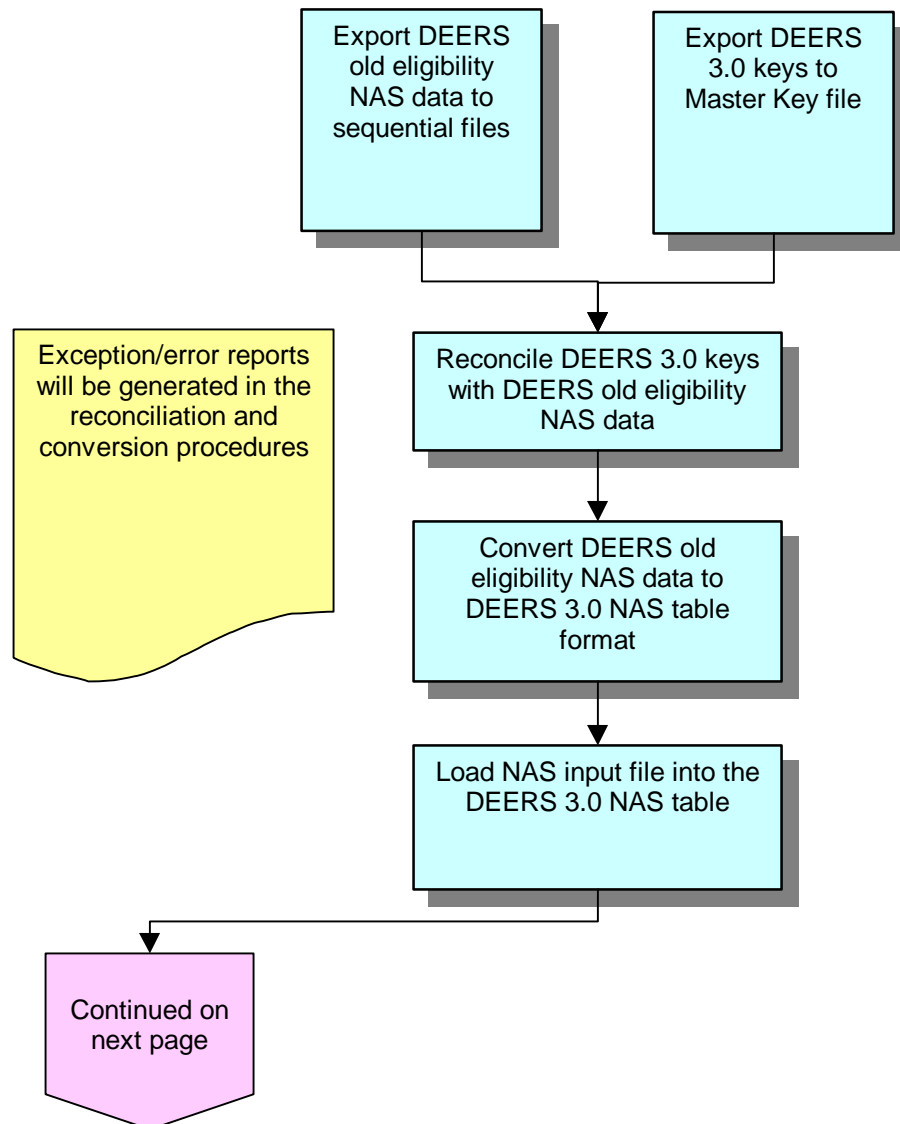 Export DEERS
old eligibility
NAS data to
sequential files
Export DEERS
3.0 keys to
Master Key file
Exception/error reports
will be generated in the
reconciliation and
conversion procedures
Reconcile DEERS 3.0 keys
with DEERS old eligibility
NAS data
Convert DEERS old
eligibility NAS data to
DEERS 3.0 NAS table
format
Load NAS input file into the
DEERS 3.0 NAS table
Continued on
next page